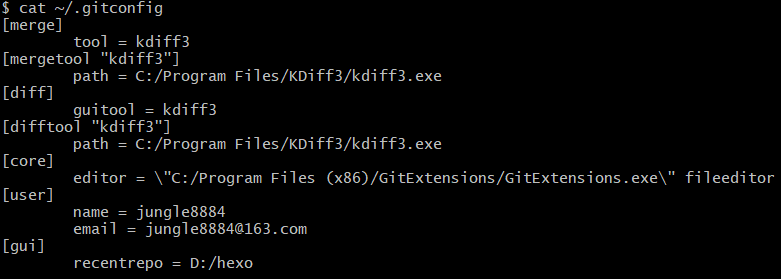 $ cat ~/.gitconfig
[merge]
        tool = kdiff3
[mergetool "kdiff3"]
        path = C:/Program Files/KDiff3/kdiff3.exe
[diff]
        guitool = kdiff3
[difftool "kdiff3"]
        path = C:/Program Files/KDiff3/kdiff3.exe
[core]
        editor = \"C:/Program Files (x86)/GitExtensions/GitExtensions.exe\" fileeditor
[user]
        name = jungle8884
        email = jungle8884@163.com
[gui]
        recentrepo = D:/hexo